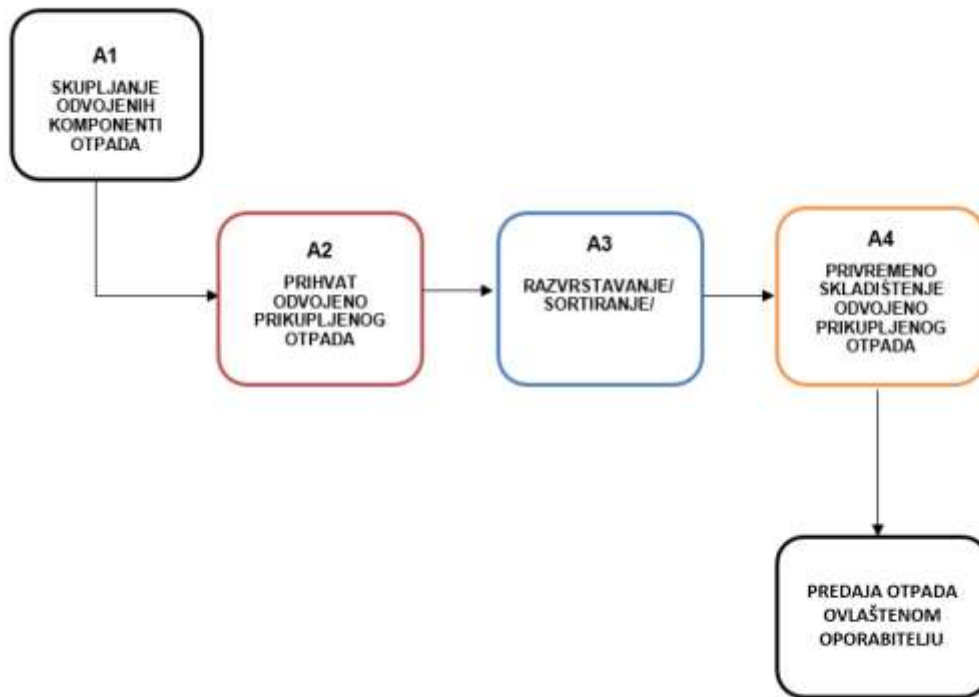 A1
SKUPLJANJE
ODVOJENIH
KOMPONENTI
OTPADA
A2
PRIHVAT
ODVOJENO
PRIKUPLJENOG
OTPADA
A3
RAZVRSTAVANJE/
SORTIRANJE/
A4
PRIVREMENO
SKLADIŠTENJE
ODVOJENO
PRIKUPLJENOG
OTPADA
PREDAJA OTPADA
OVLAŠTENOM
OPORABITELJU